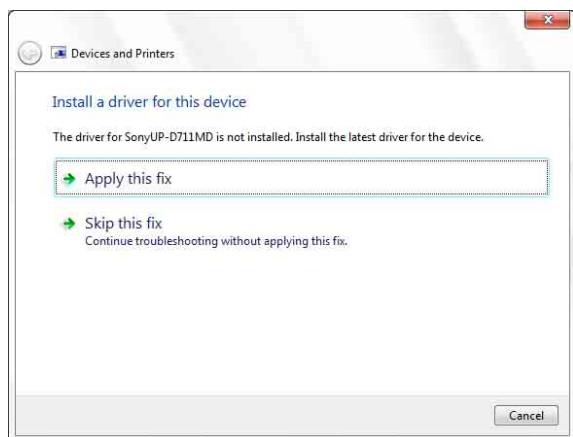 Devices and Printers
Install a driver for this device
The driver for SonyUP-D711MD is not installed. Install the latest driver for the device.
Apply this fix
Skip this fix
Continue troubleshooting without applying this fix.
Cancel